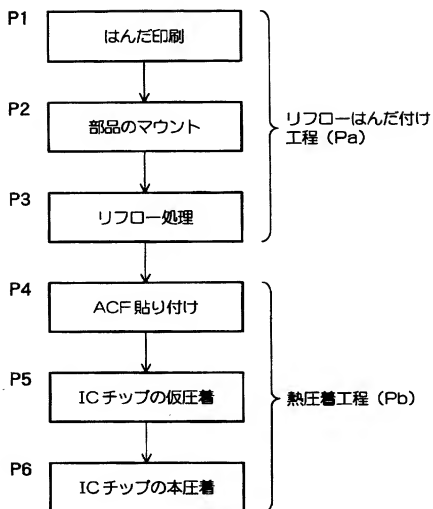 P1
はんだ印刷
P2
部品のマウント
リフローはんだ付け
工程（Pa）
P3
リフロー処理
P4
ACF貼り付け
P5
ICチップの仮圧着
熱圧着工程（Pb）
P6
ICチップの本圧着